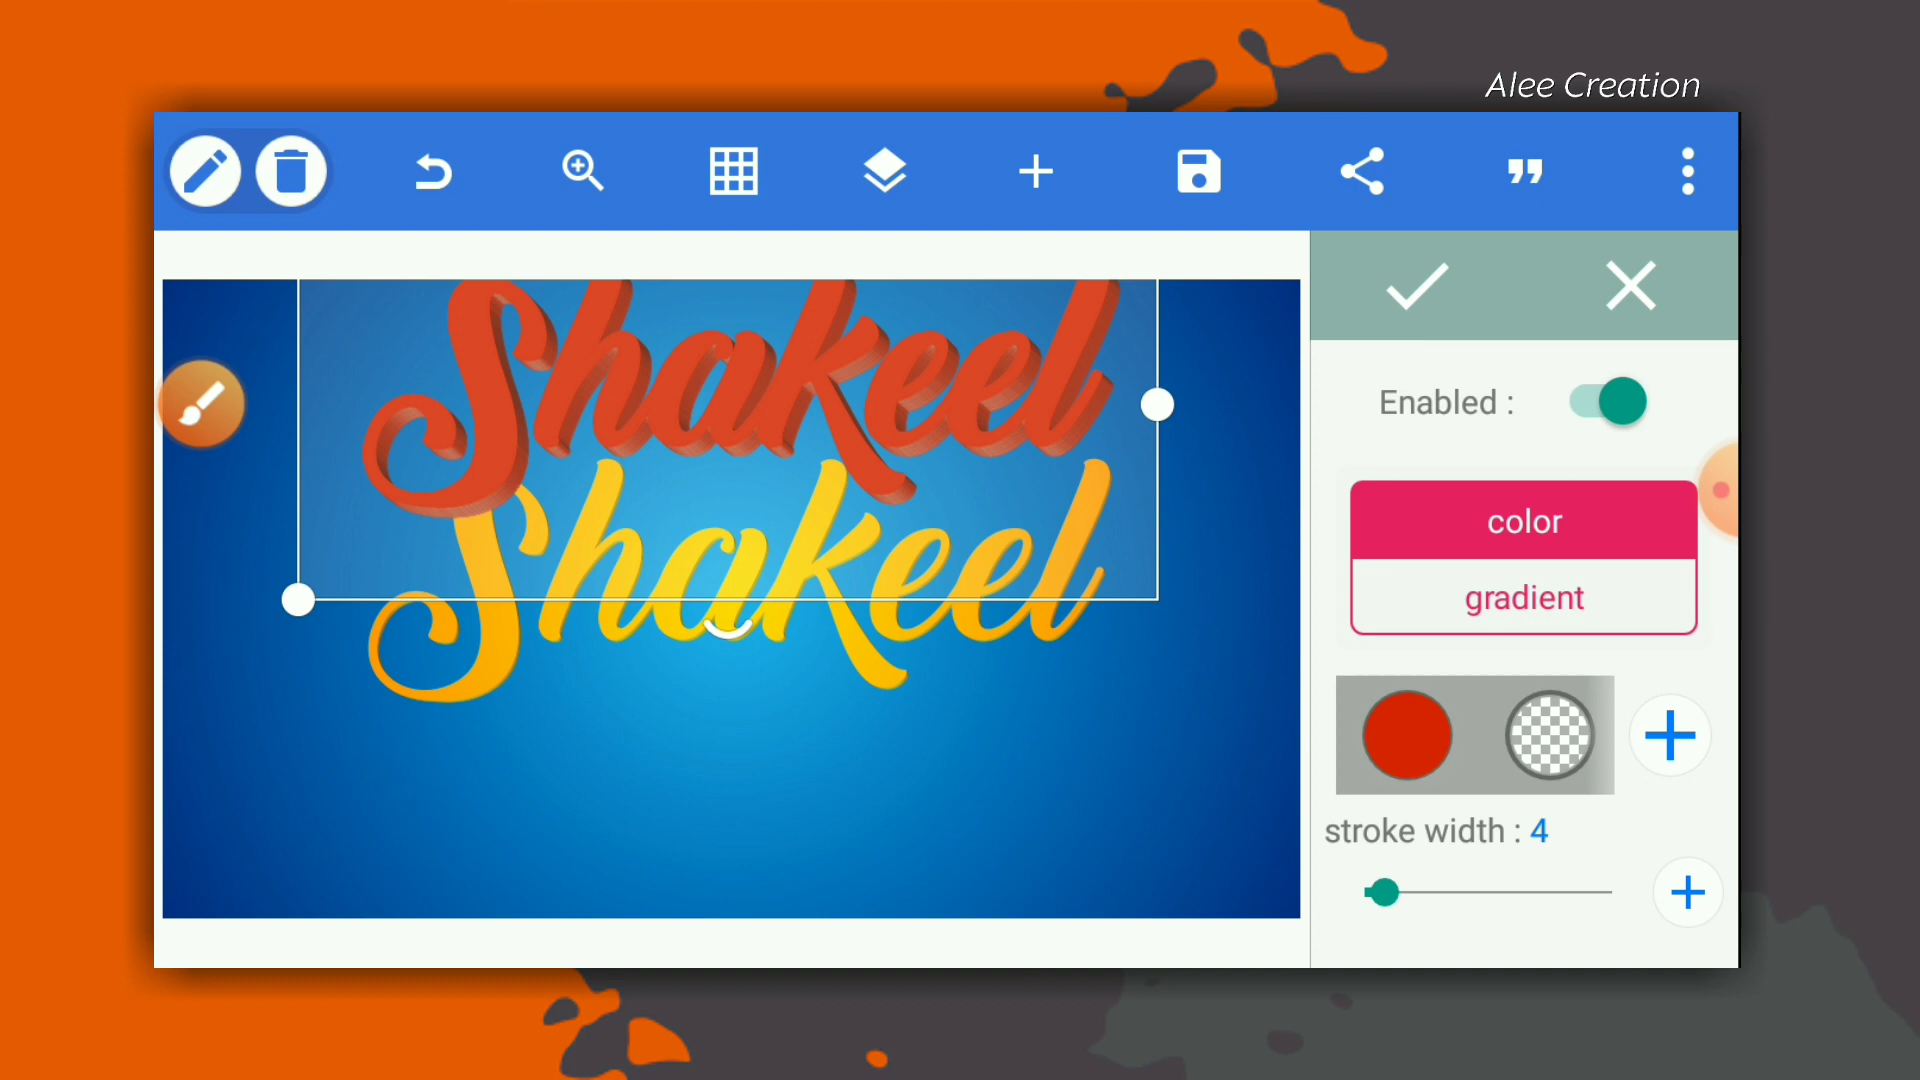 Alee Creation
Enabled :
color
gradient
stroke width : 4
Shakeel
Shakeel